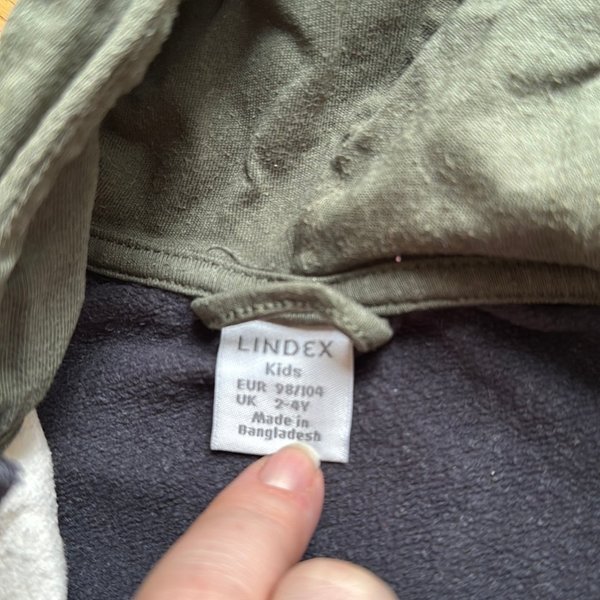 LINDEX
Kids
EUR 98/104
UK 2-4Y
Made in
Bangladesh